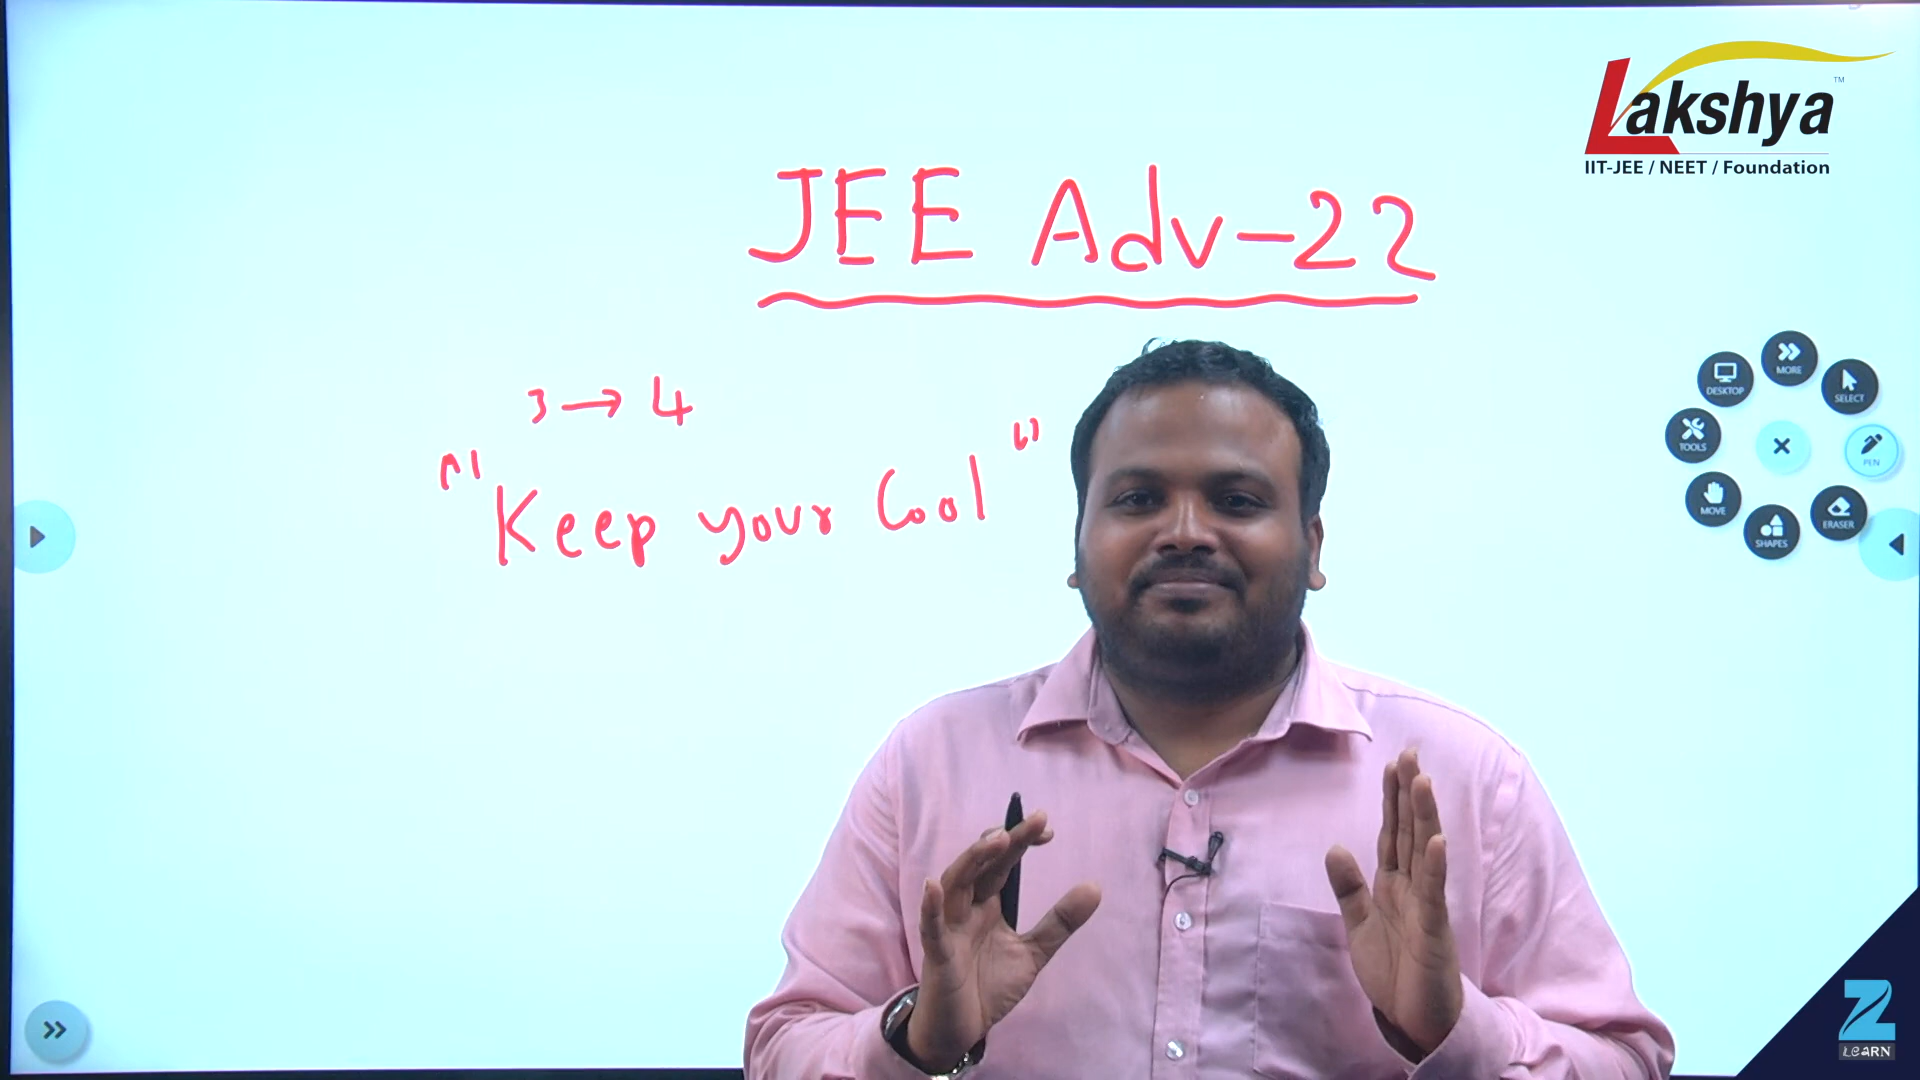 Lakshya™
IIT-JEE / NEET / Foundation
JEE Adv-22
3 → 4
"Keep your Cool"
MORE
DESKTOP
SELECT
TOOLS
PEN
MOVE
ERASER
SHAPES
Z
LEARN